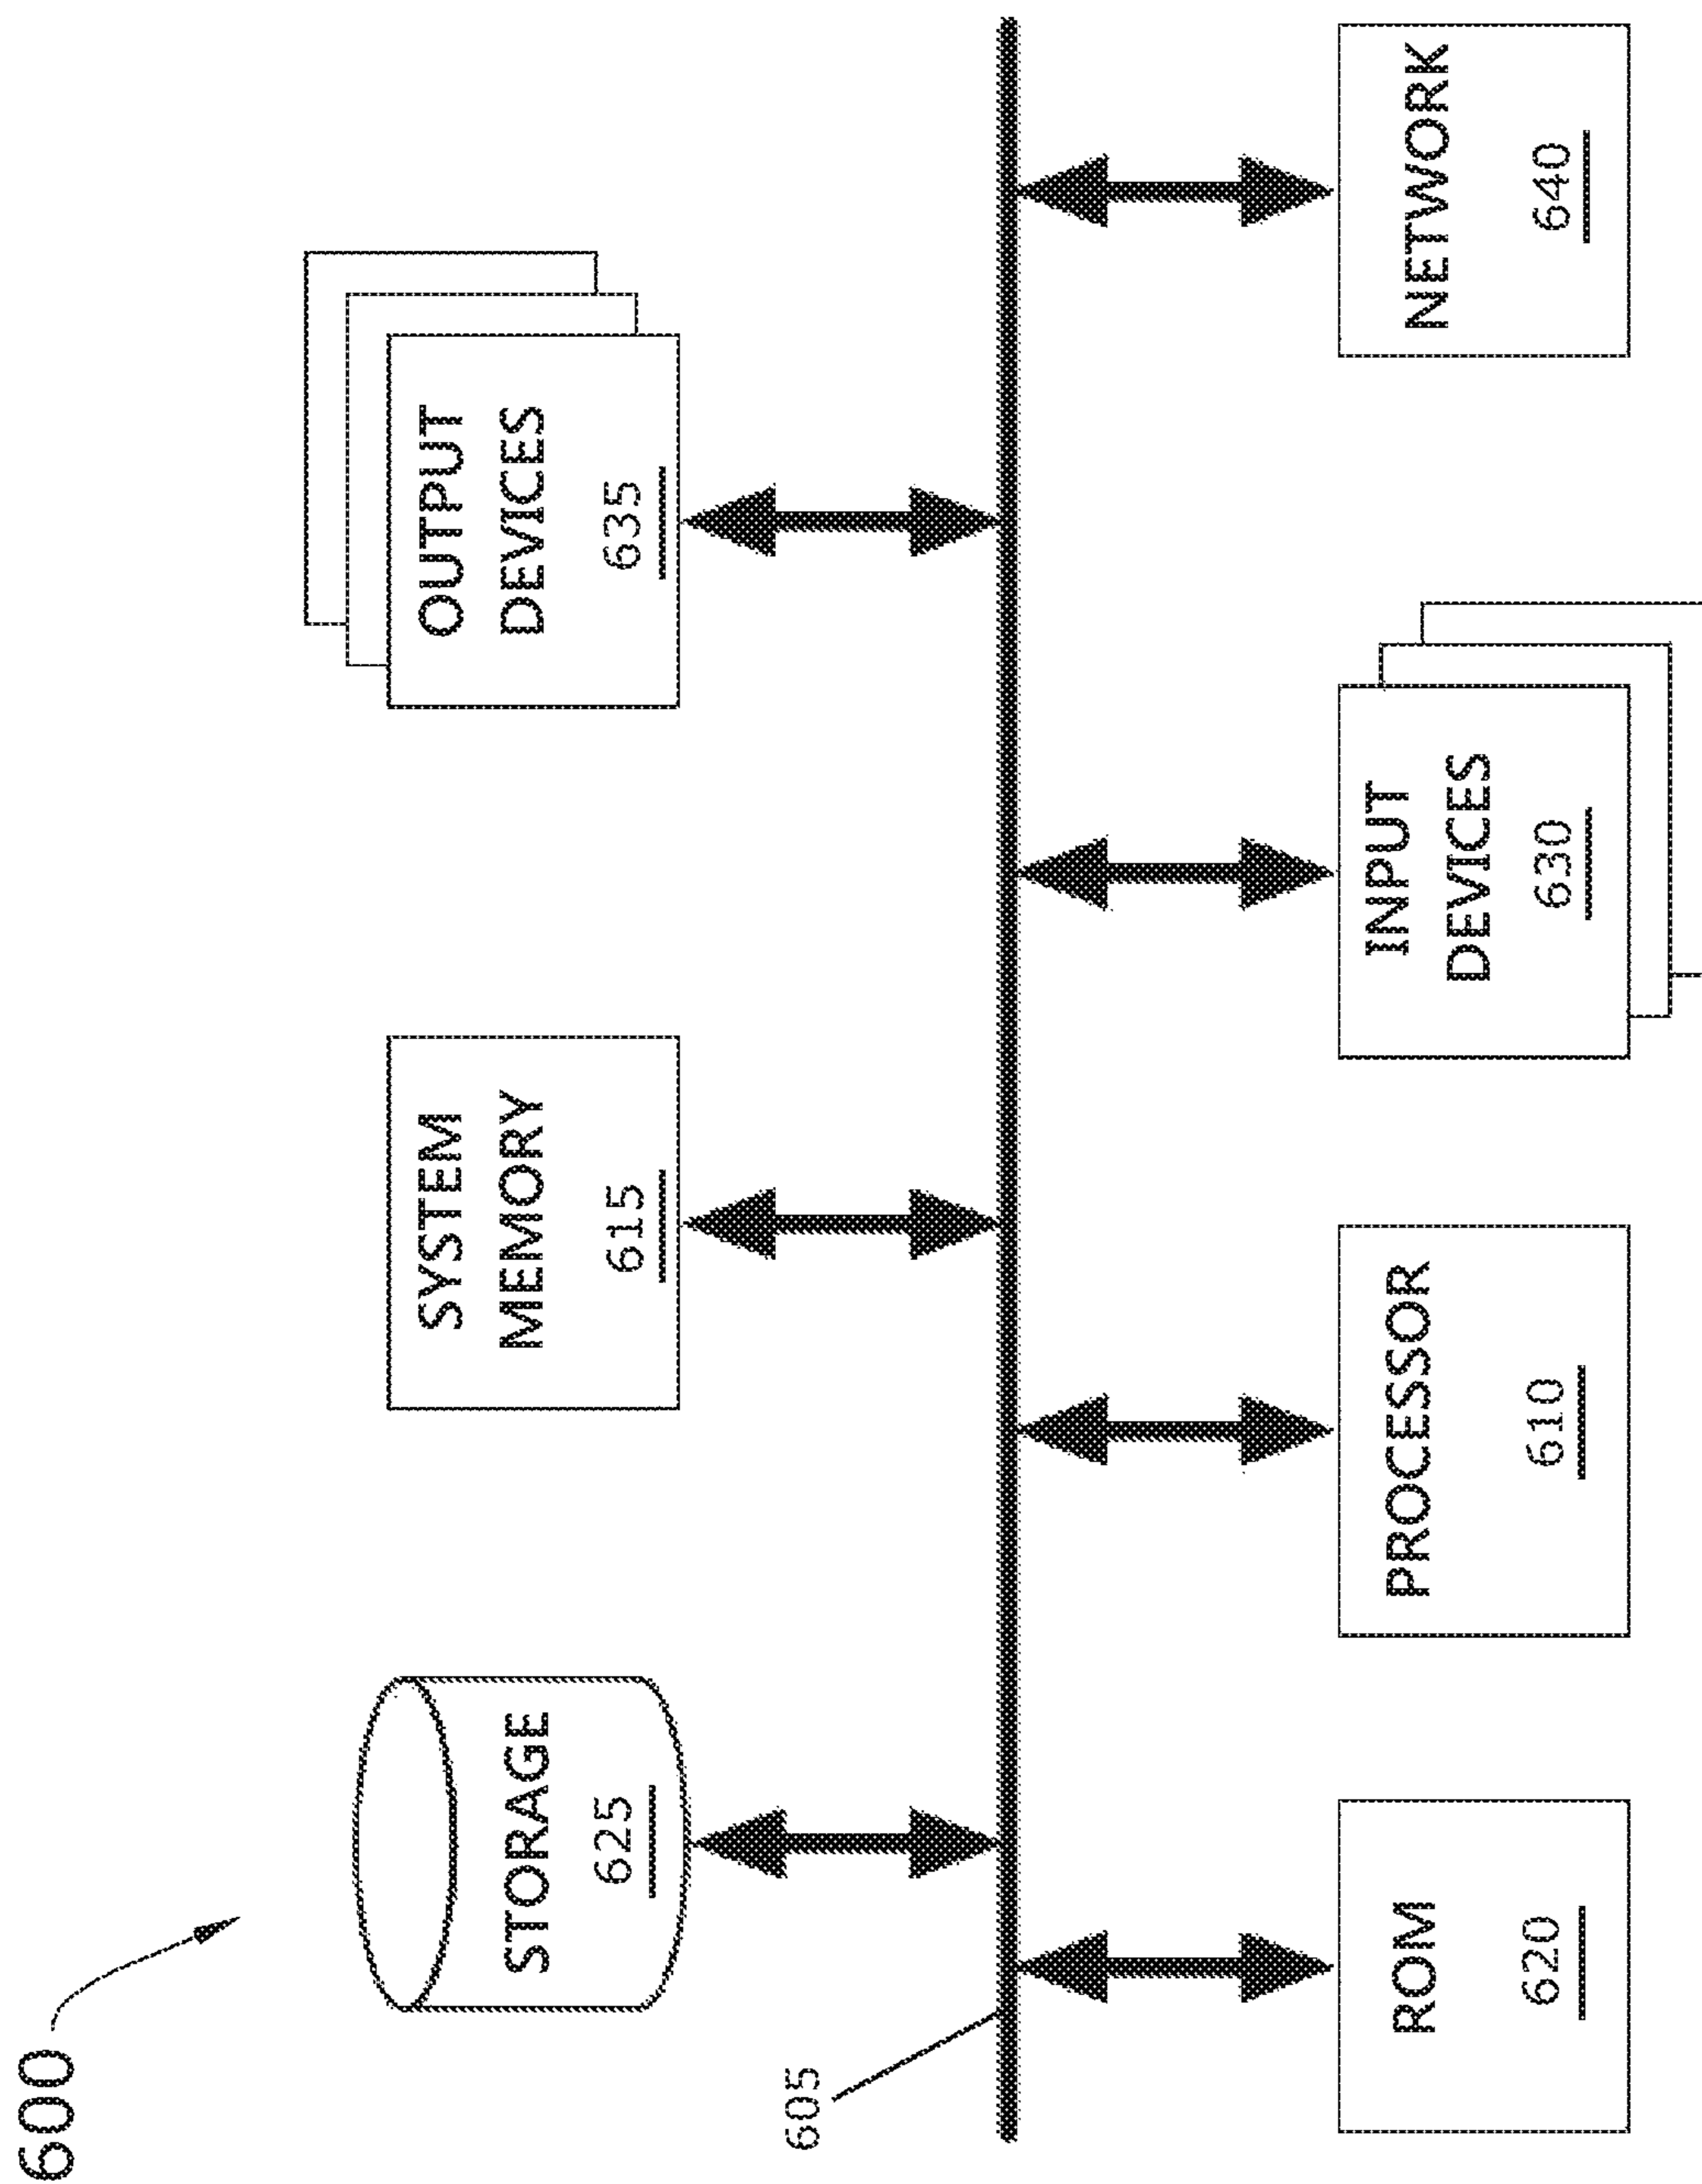 600
STORAGE
625
SYSTEM
MEMORY
615
OUTPUT
DEVICES
635
605
ROM
620
PROCESSOR
610
INPUT
DEVICES
630
NETWORK
640